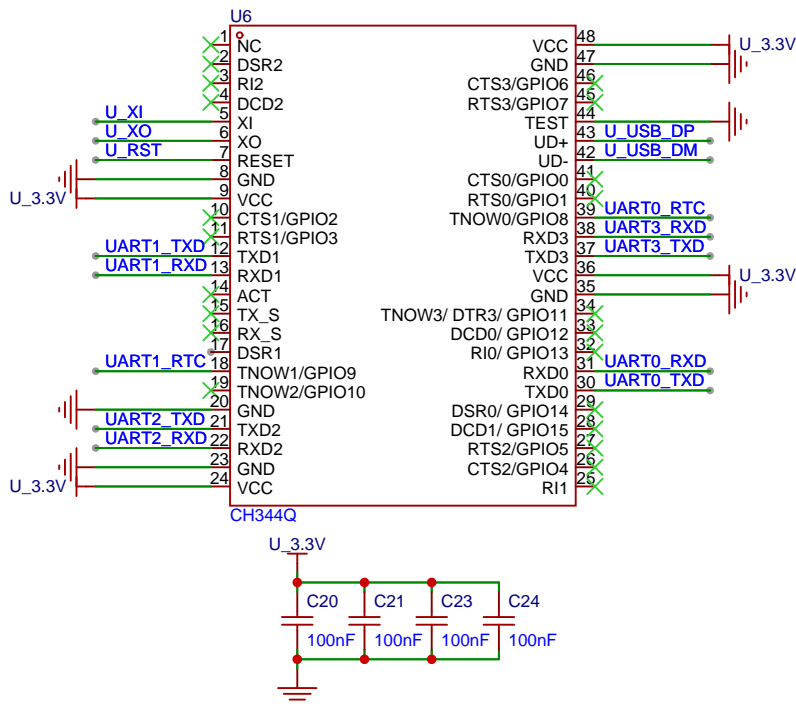 U6
1 NC
2 DSR2
3 RI2
4 DCD2
U_XI 5 XI
U_XO 6 XO
U_RST 7 RESET
8 GND
U_3.3V 9 VCC
10 CTS1/GPIO2
11 RTS1/GPIO3
UART1_TXD 12 TXD1
UART1_RXD 13 RXD1
14 ACT
15 TX_S
16 RX_S
17 DSR1
UART1_RTC 18 TNOW1/GPIO9
19 TNOW2/GPIO10
20 GND
UART2_TXD 21 TXD2
UART2_RXD 22 RXD2
23 GND
U_3.3V 24 VCC
VCC 48 U_3.3V
GND 47
CTS3/GPIO6 46
RTS3/GPIO7 45
TEST 44
UD+ 43 U_USB_DP
UD- 42 U_USB_DM
CTS0/GPIO0 41
RTS0/GPIO1 40
TNOW0/GPIO8 39 UART0_RTC
RXD3 38 UART3_RXD
TXD3 37 UART3_TXD
VCC 36 U_3.3V
GND 35
TNOW3/ DTR3/ GPIO11 34
DCD0/ GPIO12 33
RI0/ GPIO13 32
RXD0 31 UART0_RXD
TXD0 30 UART0_TXD
DSR0/ GPIO14 29
DCD1/ GPIO15 28
RTS2/GPIO5 27
CTS2/GPIO4 26
RI1 25
CH344Q
U_3.3V
C20 C21 C23 C24
100nF 100nF 100nF 100nF